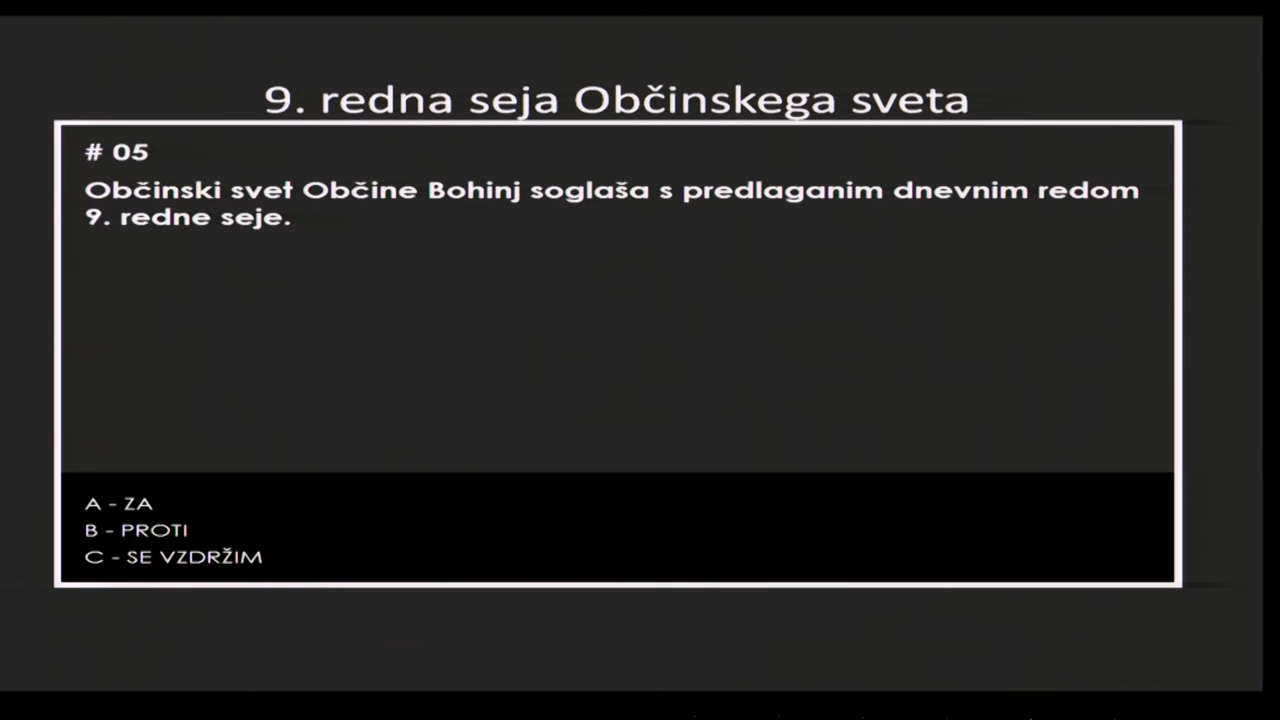 9. redna seja Občinskega sveta
# 05
Občinski svet Občine Bohinj soglaša s predlaganim dnevnim redom
9. redne seje.
A - ZA
B - PROTI
C - SE VZDRŽIM